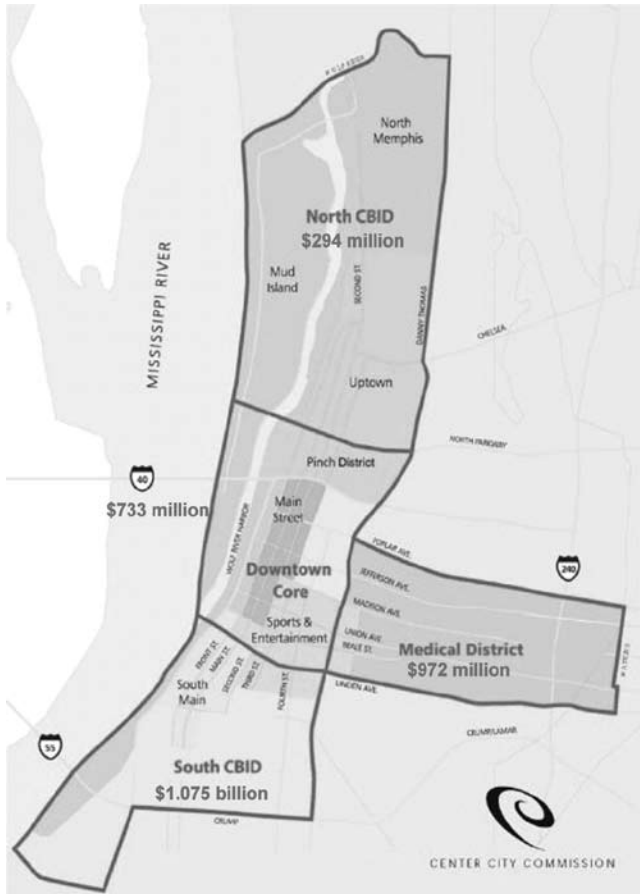 WOLF RIVER
North
Memphis
North CBID
$294 million
Mud
Island
SECOND ST.
DANNY THOMAS
MISSISSIPPI RIVER
CHELSEA
Uptown
NORTH PARKWAY
Pinch District
40
$733 million
Main
Street
WOLF RIVER HARBOR
POPLAR AVE.
240
JEFFERSON AVE.
Downtown
Core
MADISON AVE.
Sports &
Entertainment
UNION AVE.
BEALE ST.
Medical District
$972 million
FRONT ST.
MAIN ST.
SECOND ST.
THIRD ST.
FOURTH ST.
LINDEN AVE.
South
Main
CRUMP/LAMAR
55
South CBID
$1.075 billion
CRUMP
CENTER CITY COMMISSION